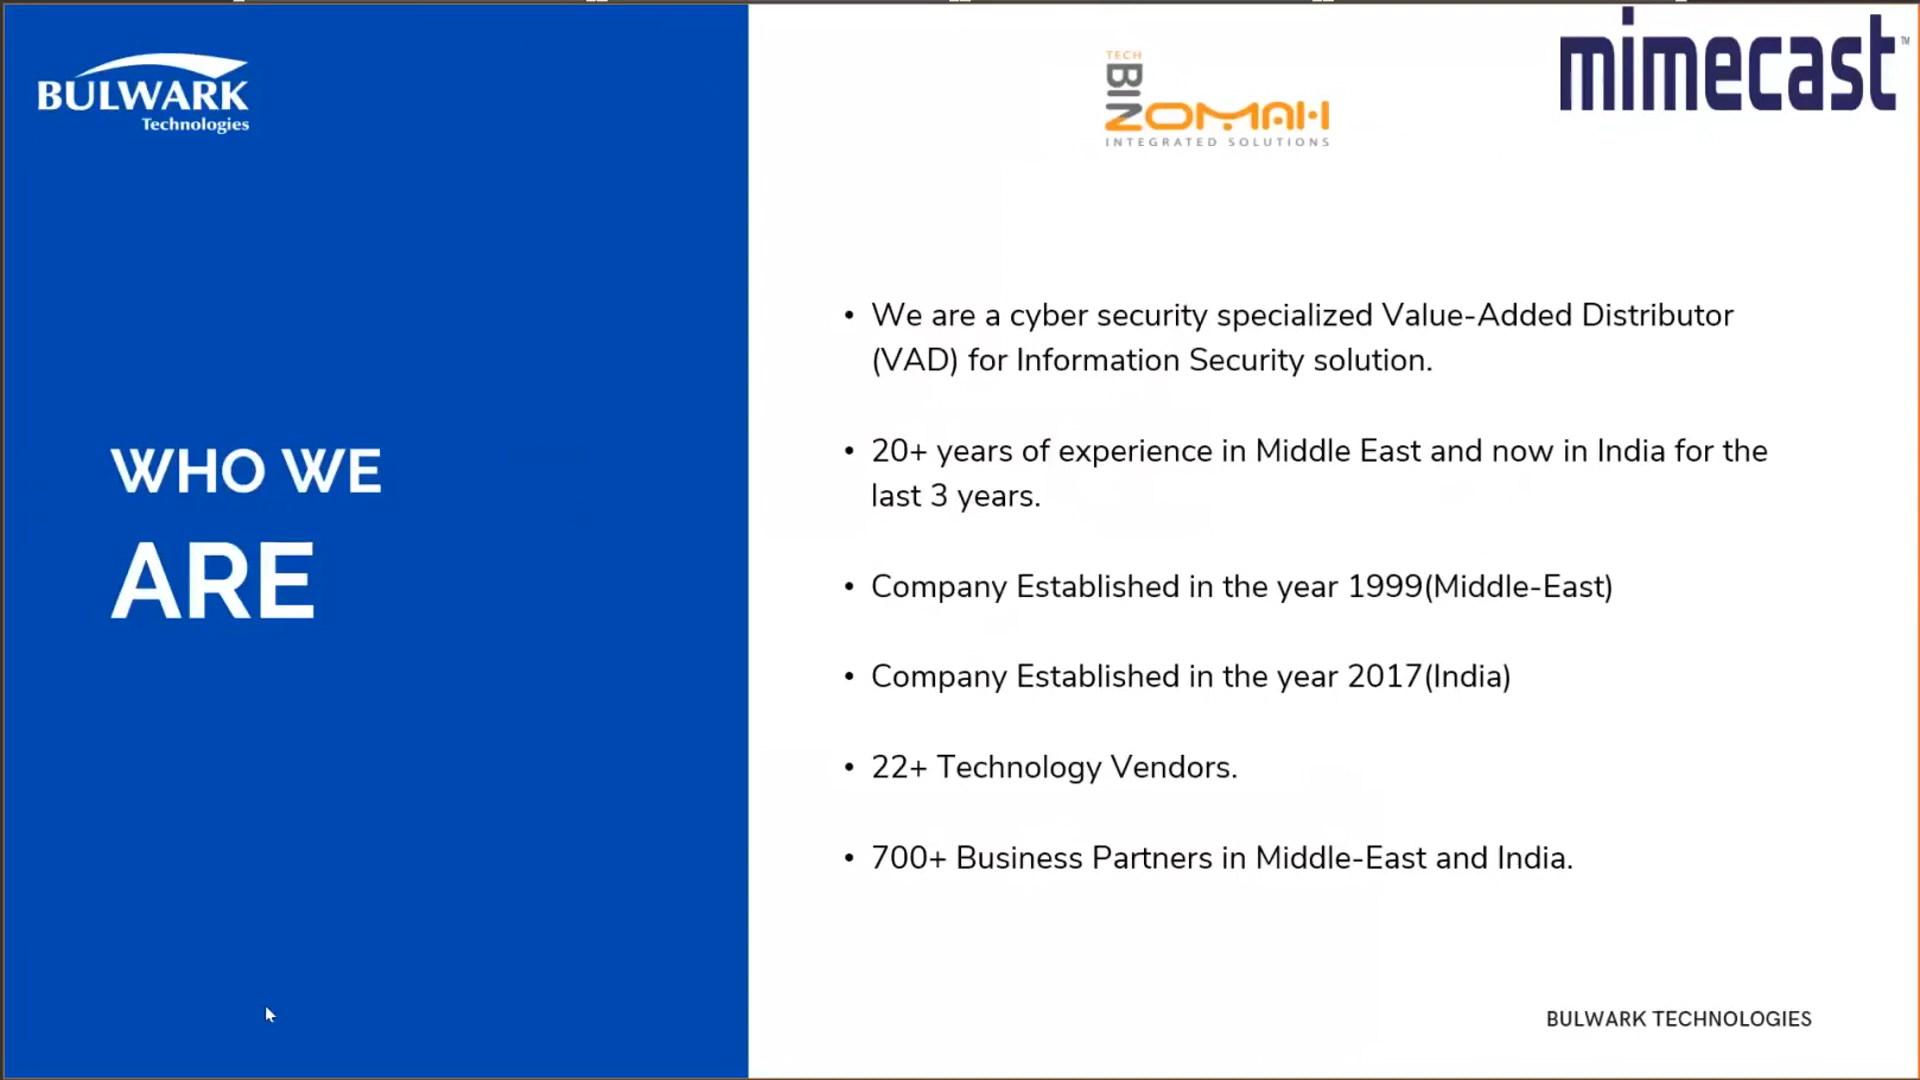 BULWARK
Technologies
TECH
BIN
ZOMAH
INTEGRATED SOLUTIONS
mimecast™
WHO WE
ARE
• We are a cyber security specialized Value-Added Distributor
(VAD) for Information Security solution.
• 20+ years of experience in Middle East and now in India for the
last 3 years.
• Company Established in the year 1999(Middle-East)
• Company Established in the year 2017(India)
• 22+ Technology Vendors.
• 700+ Business Partners in Middle-East and India.
BULWARK TECHNOLOGIES